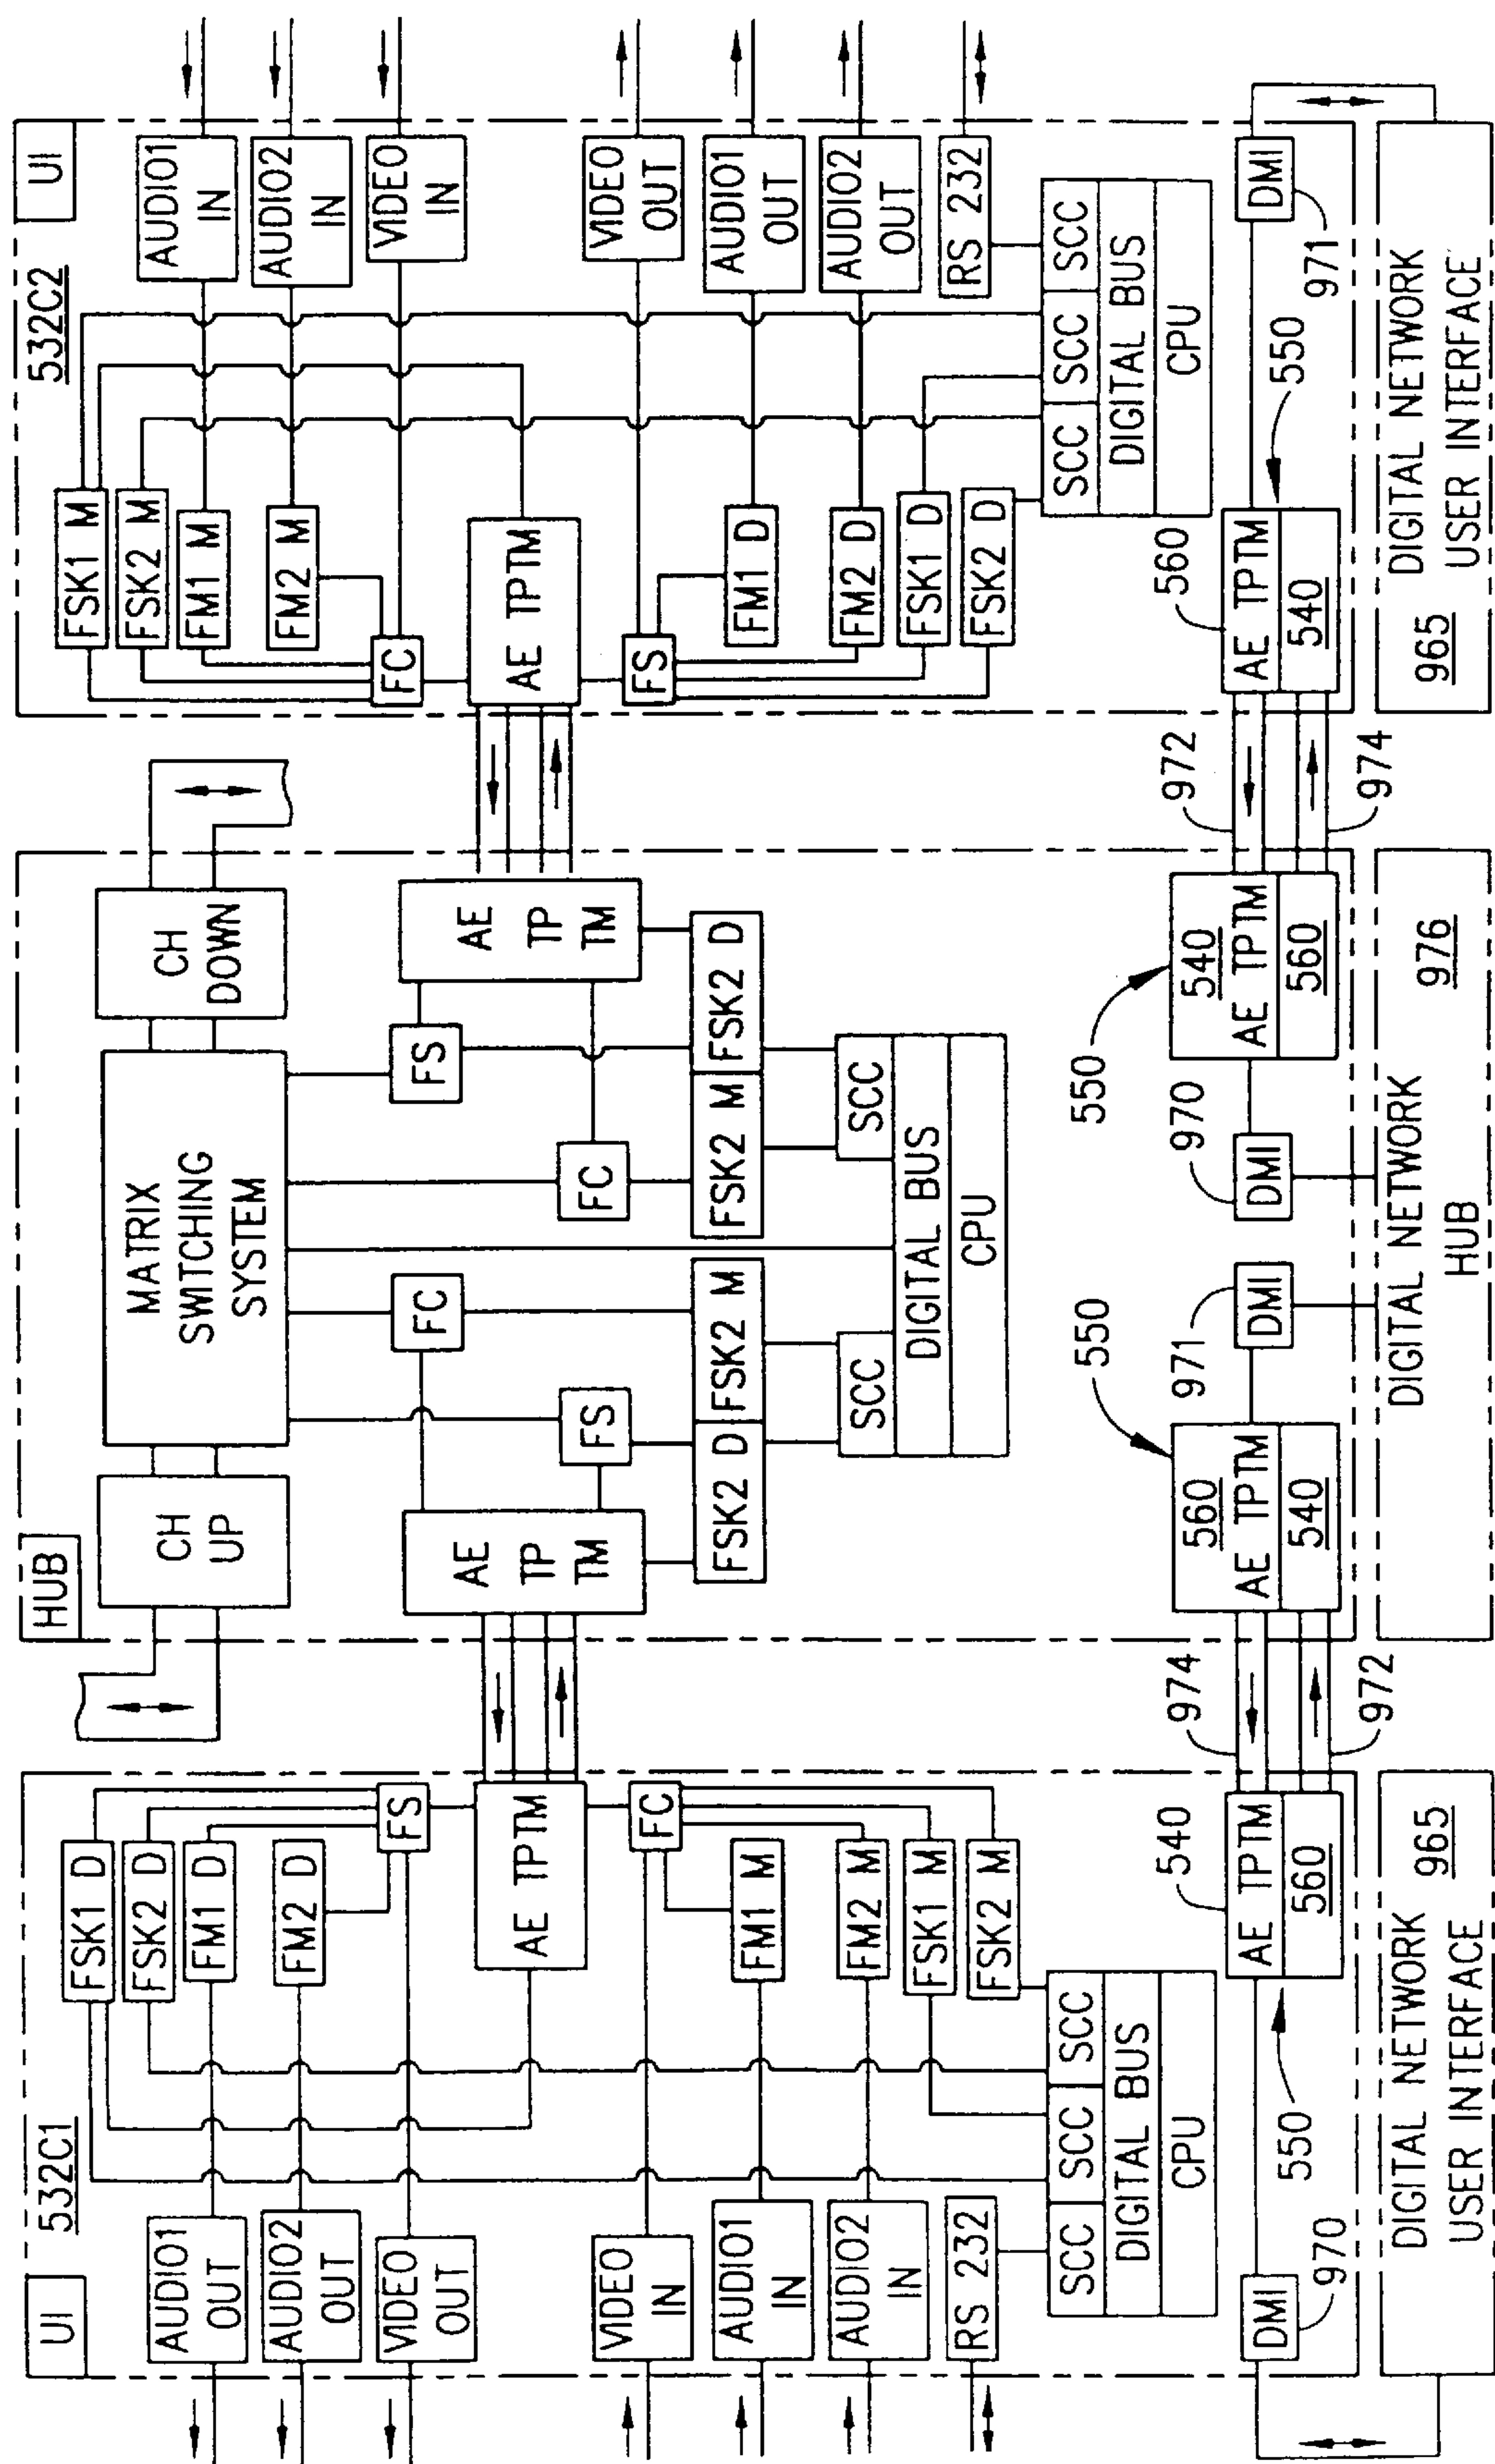 UI
532C1
AUDIO1
OUT
AUDIO2
OUT
VIDEO
OUT
VIDEO
IN
AUDIO1
IN
AUDIO2
IN
RS 232
FSK1 D
FSK2 D
FM1 D
FM2 D
FS
AE TPTM
FC
FM1 M
FM2 M
FSK1 M
FSK2 M
SCC
SCC
SCC
DIGITAL BUS
CPU
DMI
970
550
AE TPTM
560
540
974
972
DIGITAL NETWORK
USER INTERFACE
965
HUB
CH
UP
MATRIX
SWITCHING
SYSTEM
CH
DOWN
AE
TP
TM
FC
FS
FS
FC
AE
TP
TM
FSK2 D
FSK2 M
FSK2 M
FSK2 D
SCC
SCC
DIGITAL BUS
CPU
550
560
AE TPTM
540
971
DMI
970
DMI
550
540
AE TPTM
560
DIGITAL NETWORK
HUB
976
972
974
UI
532C2
FSK1 M
FSK2 M
FM1 M
FM2 M
FC
AE TPTM
FS
FM1 D
FM2 D
FSK1 D
FSK2 D
AUDIO1
IN
AUDIO2
IN
VIDEO
IN
VIDEO
OUT
AUDIO1
OUT
AUDIO2
OUT
RS 232
SCC
SCC
SCC
DIGITAL BUS
CPU
560
AE TPTM
540
550
DMI
971
965
DIGITAL NETWORK
USER INTERFACE